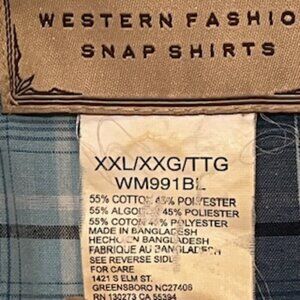 WESTERN FASHIO
SNAP SHIRTS
XXL/XXG/TTG
WM991BL
55% COTTON 45% POLYESTER
55% ALGODON 45% POLIESTER
55% COTON 45% POLYESTER
MADE IN BANGLADESH
HECHO EN BANGLADESH
FABRIQUE AU BANGLADESH
SEE REVERSE SIDE
FOR CARE
1421 S ELM ST.
GREENSBORO NC27406
RN 130273 CA 55394